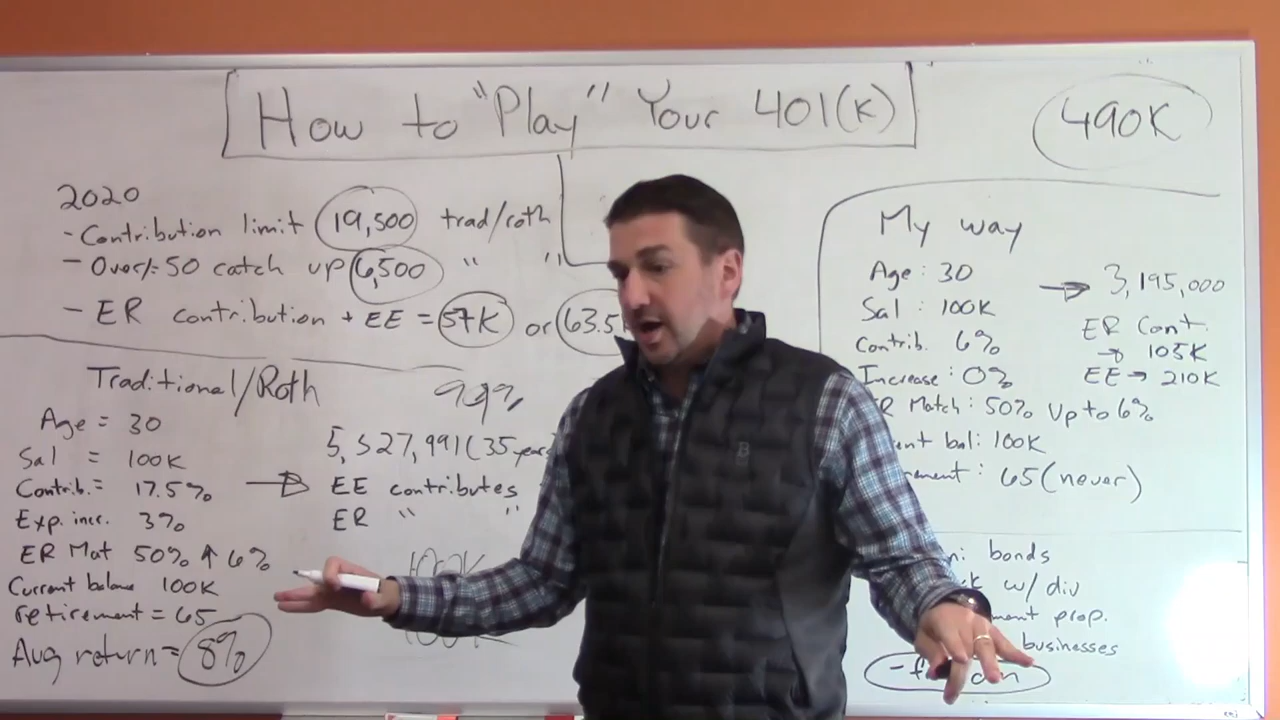 How to "Play" Your 401(k)
490K
2020
- Contribution limit 19,500 trad/roth
- Over/= 50 catch up 6,500 " "
- ER contribution + EE = 57K or 63.5
Traditional/Roth
Age = 30
Sal = 100K
Contrib. = 17.5%
Exp. incr. 3%
ER Mat 50% ↑ 6%
Current balance 100K
retirement = 65
Avg return = 8%
99%
5,527,991 (35 years
→ EE contributes
ER " "
100K
My way
Age: 30
Sal: 100K
Contrib. 6%
Increase: 0%
Match: 50% Up to 6%
bal: 100K
65 (never)
→ 3,195,000
ER Cont.
→ 105K
EE → 210K
bonds
w/ div
prop.
businesses
B